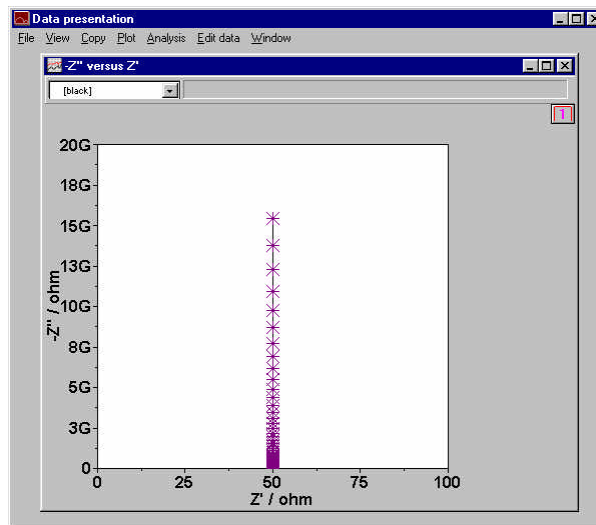 Data presentation
File View Copy Plot Analysis Edit data Window
-Z'' versus Z'
[black]
1
20G
18G
15G
13G
10G
8G
5G
3G
0
-Z'' / ohm
0 25 50 75 100
Z' / ohm